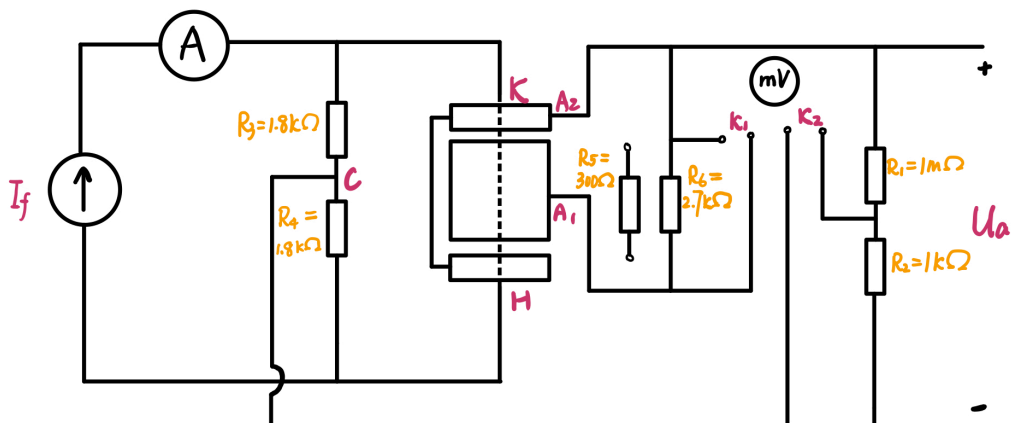 A
K
A2
mV
+
K1
K2
R3=1.8kΩ
R5=
300Ω
R1=1mΩ
C
R6=
2.7kΩ
If
R4=
1.8kΩ
A1
Ua
R2=1kΩ
H
-